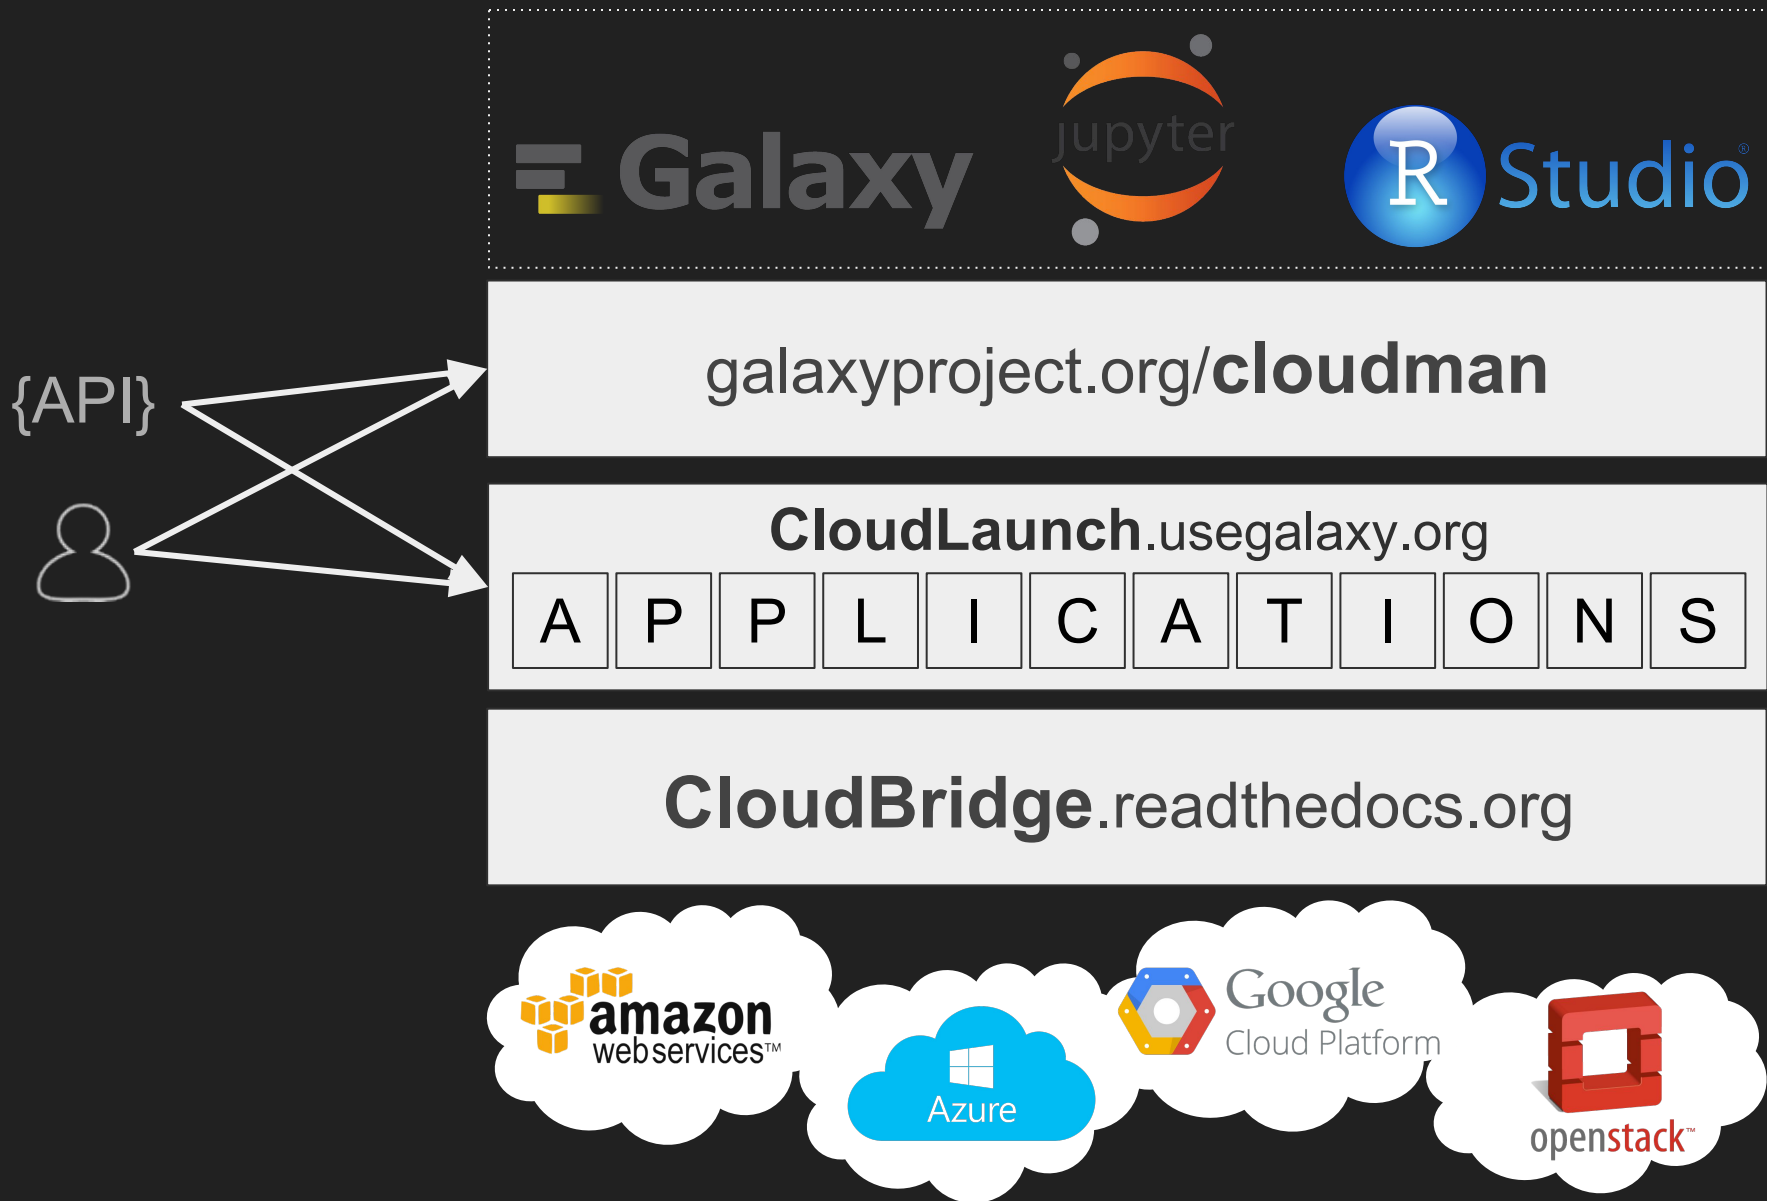 Galaxy
jupyter
R Studio®
{API}
galaxyproject.org/cloudman
CloudLaunch.usegalaxy.org
A P P L I C A T I O N S
CloudBridge.readthedocs.org
amazon
webservices™
Azure
Google
Cloud Platform
openstack™